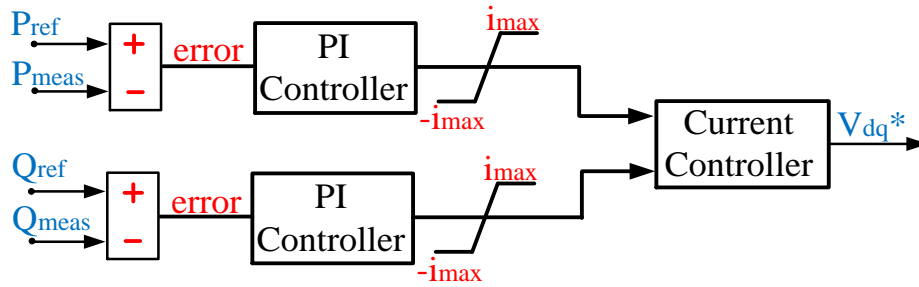 Pref
+
error
PI
Controller
imax
Pmeas
−
-imax
Current
Controller
Vdq*
Qref
+
error
PI
Controller
imax
Qmeas
−
-imax